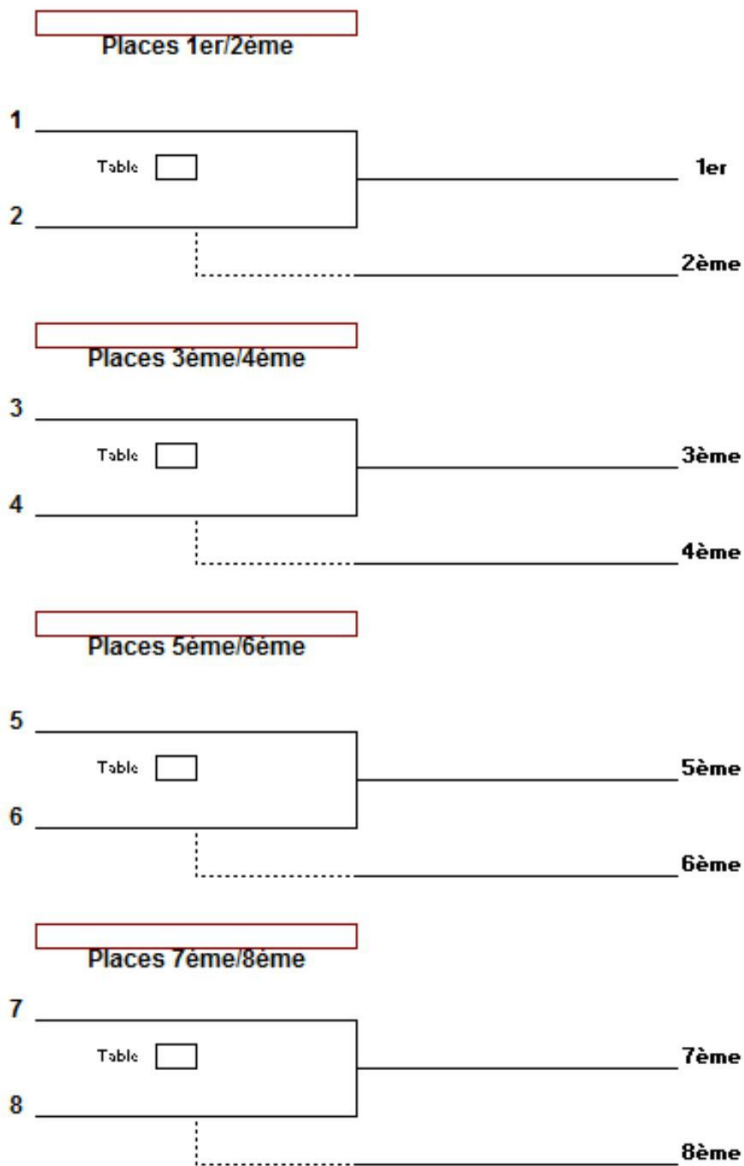 Places 1er/2ème
1
Table
1er
2
2ème
Places 3ème/4ème
3
Table
3ème
4
4ème
Places 5ème/6ème
5
Table
5ème
6
6ème
Places 7ème/8ème
7
Table
7ème
8
8ème